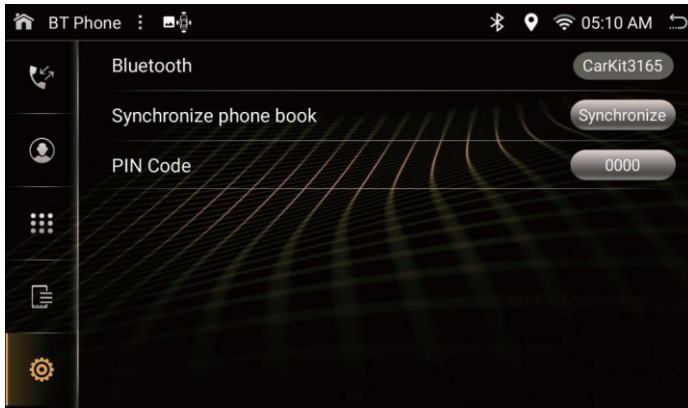 BT Phone
05:10 AM
Bluetooth
CarKit3165
Synchronize phone book
Synchronize
PIN Code
0000